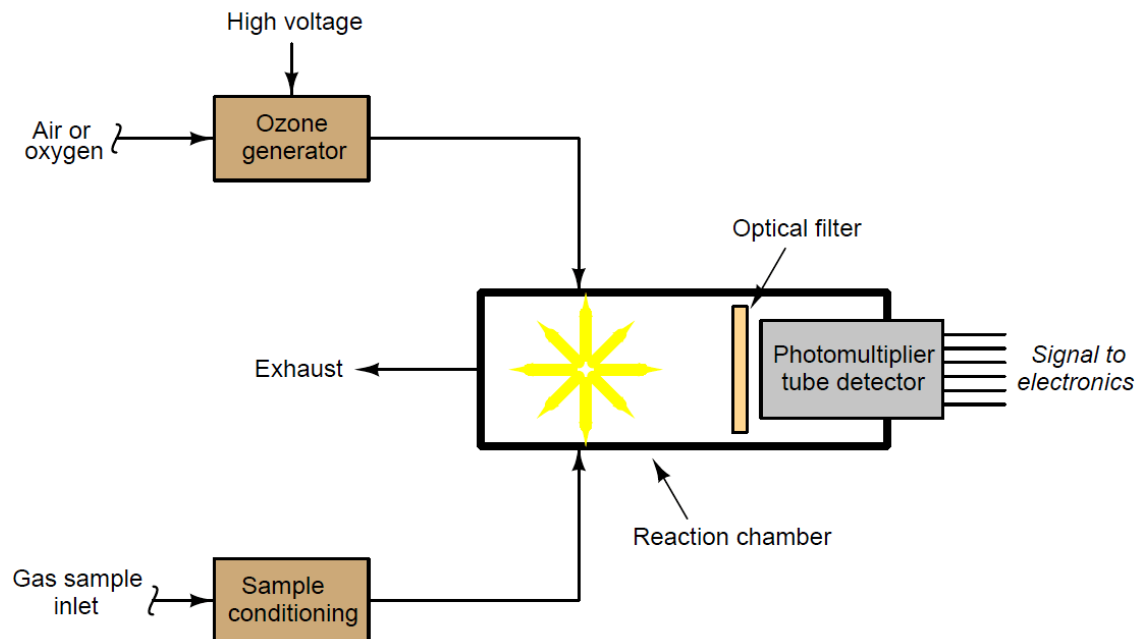 High voltage
Air or
oxygen
Ozone
generator
Optical filter
Exhaust
Photomultiplier
tube detector
Signal to
electronics
Reaction chamber
Gas sample
inlet
Sample
conditioning